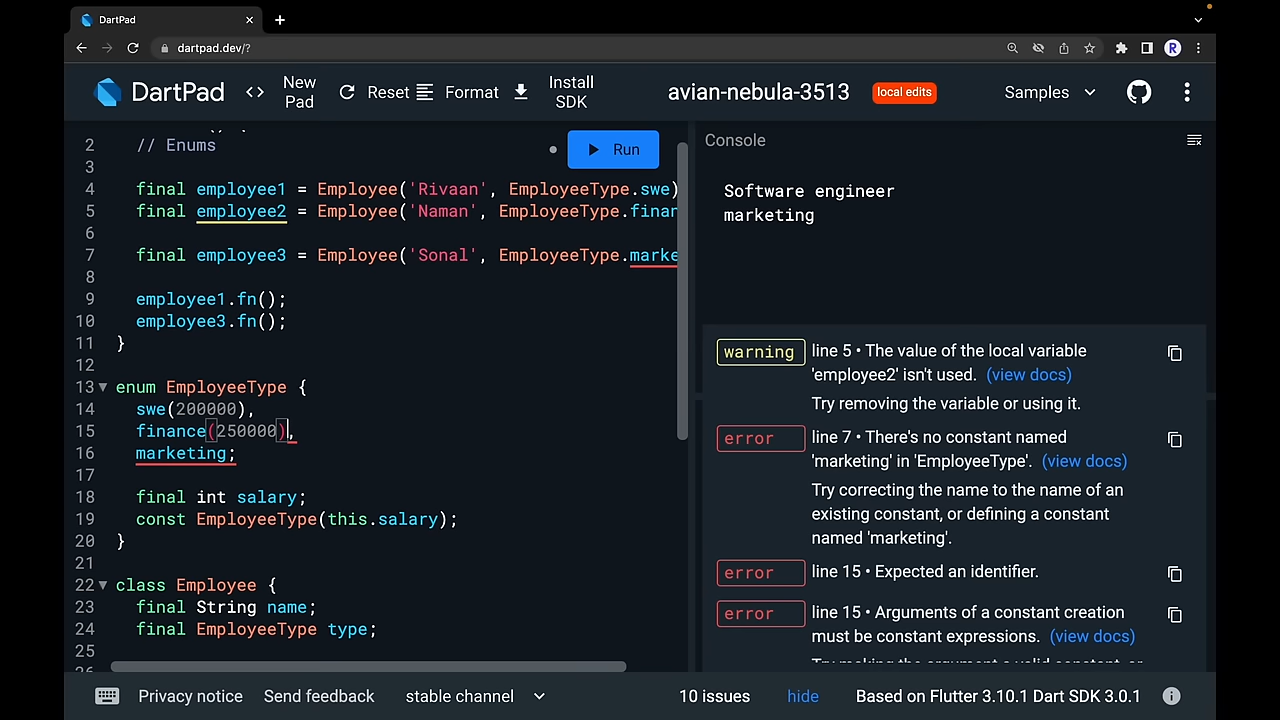 DartPad
dartpad.dev/?
R
DartPad
<> New Pad
Reset
Format
Install SDK
avian-nebula-3513
local edits
Samples
2 // Enums
Run
3
4 final employee1 = Employee('Rivaan', EmployeeType.swe)
5 final employee2 = Employee('Naman', EmployeeType.finan
6
7 final employee3 = Employee('Sonal', EmployeeType.marke
8
9 employee1.fn();
10 employee3.fn();
11 }
12
13 enum EmployeeType {
14 swe(200000),
15 finance(250000),
16 marketing;
17
18 final int salary;
19 const EmployeeType(this.salary);
20 }
21
22 class Employee {
23 final String name;
24 final EmployeeType type;
25
Console
Software engineer
marketing
warning line 5 • The value of the local variable
'employee2' isn't used. (view docs)
Try removing the variable or using it.
error line 7 • There's no constant named
'marketing' in 'EmployeeType'. (view docs)
Try correcting the name to the name of an
existing constant, or defining a constant
named 'marketing'.
error line 15 • Expected an identifier.
error line 15 • Arguments of a constant creation
must be constant expressions. (view docs)
Privacy notice
Send feedback
stable channel
10 issues
hide
Based on Flutter 3.10.1 Dart SDK 3.0.1